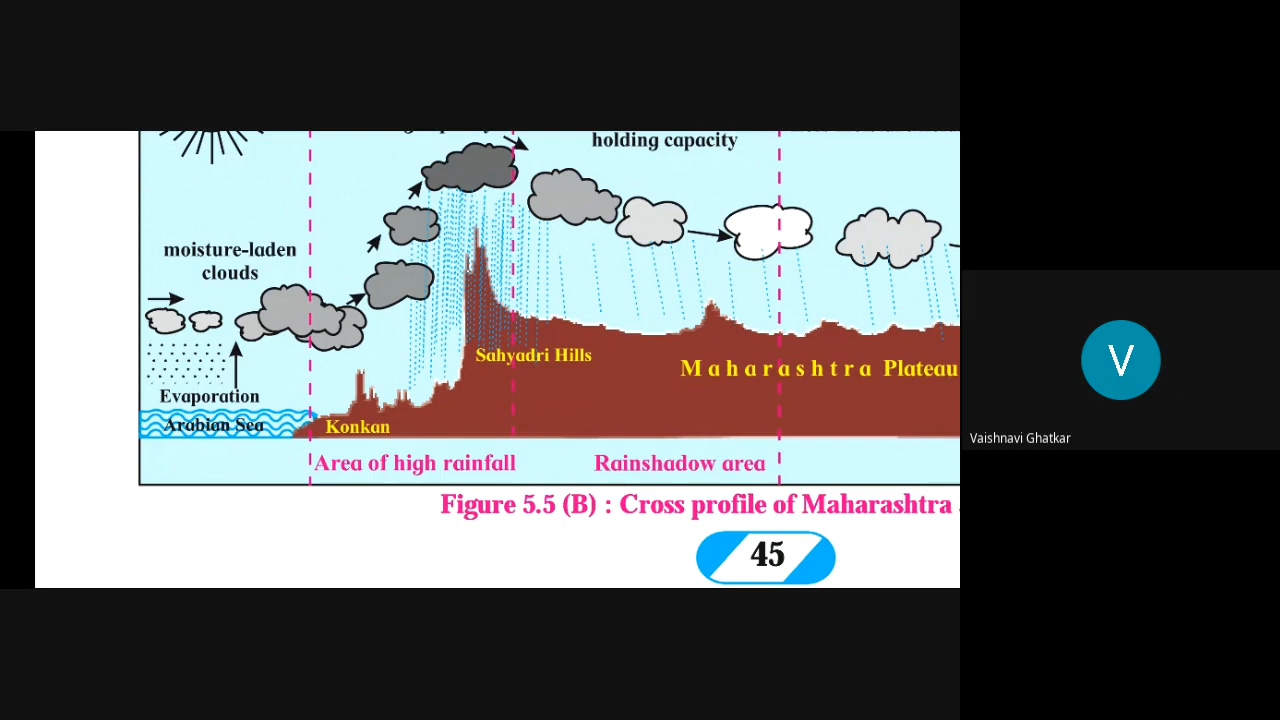 holding capacity
moisture-laden
clouds
Evaporation
Arabian Sea
Konkan
Sahyadri Hills
M a h a r a s h t r a Plateau
Area of high rainfall
Rainshadow area
Figure 5.5 (B) : Cross profile of Maharashtra
45
V
Vaishnavi Ghatkar